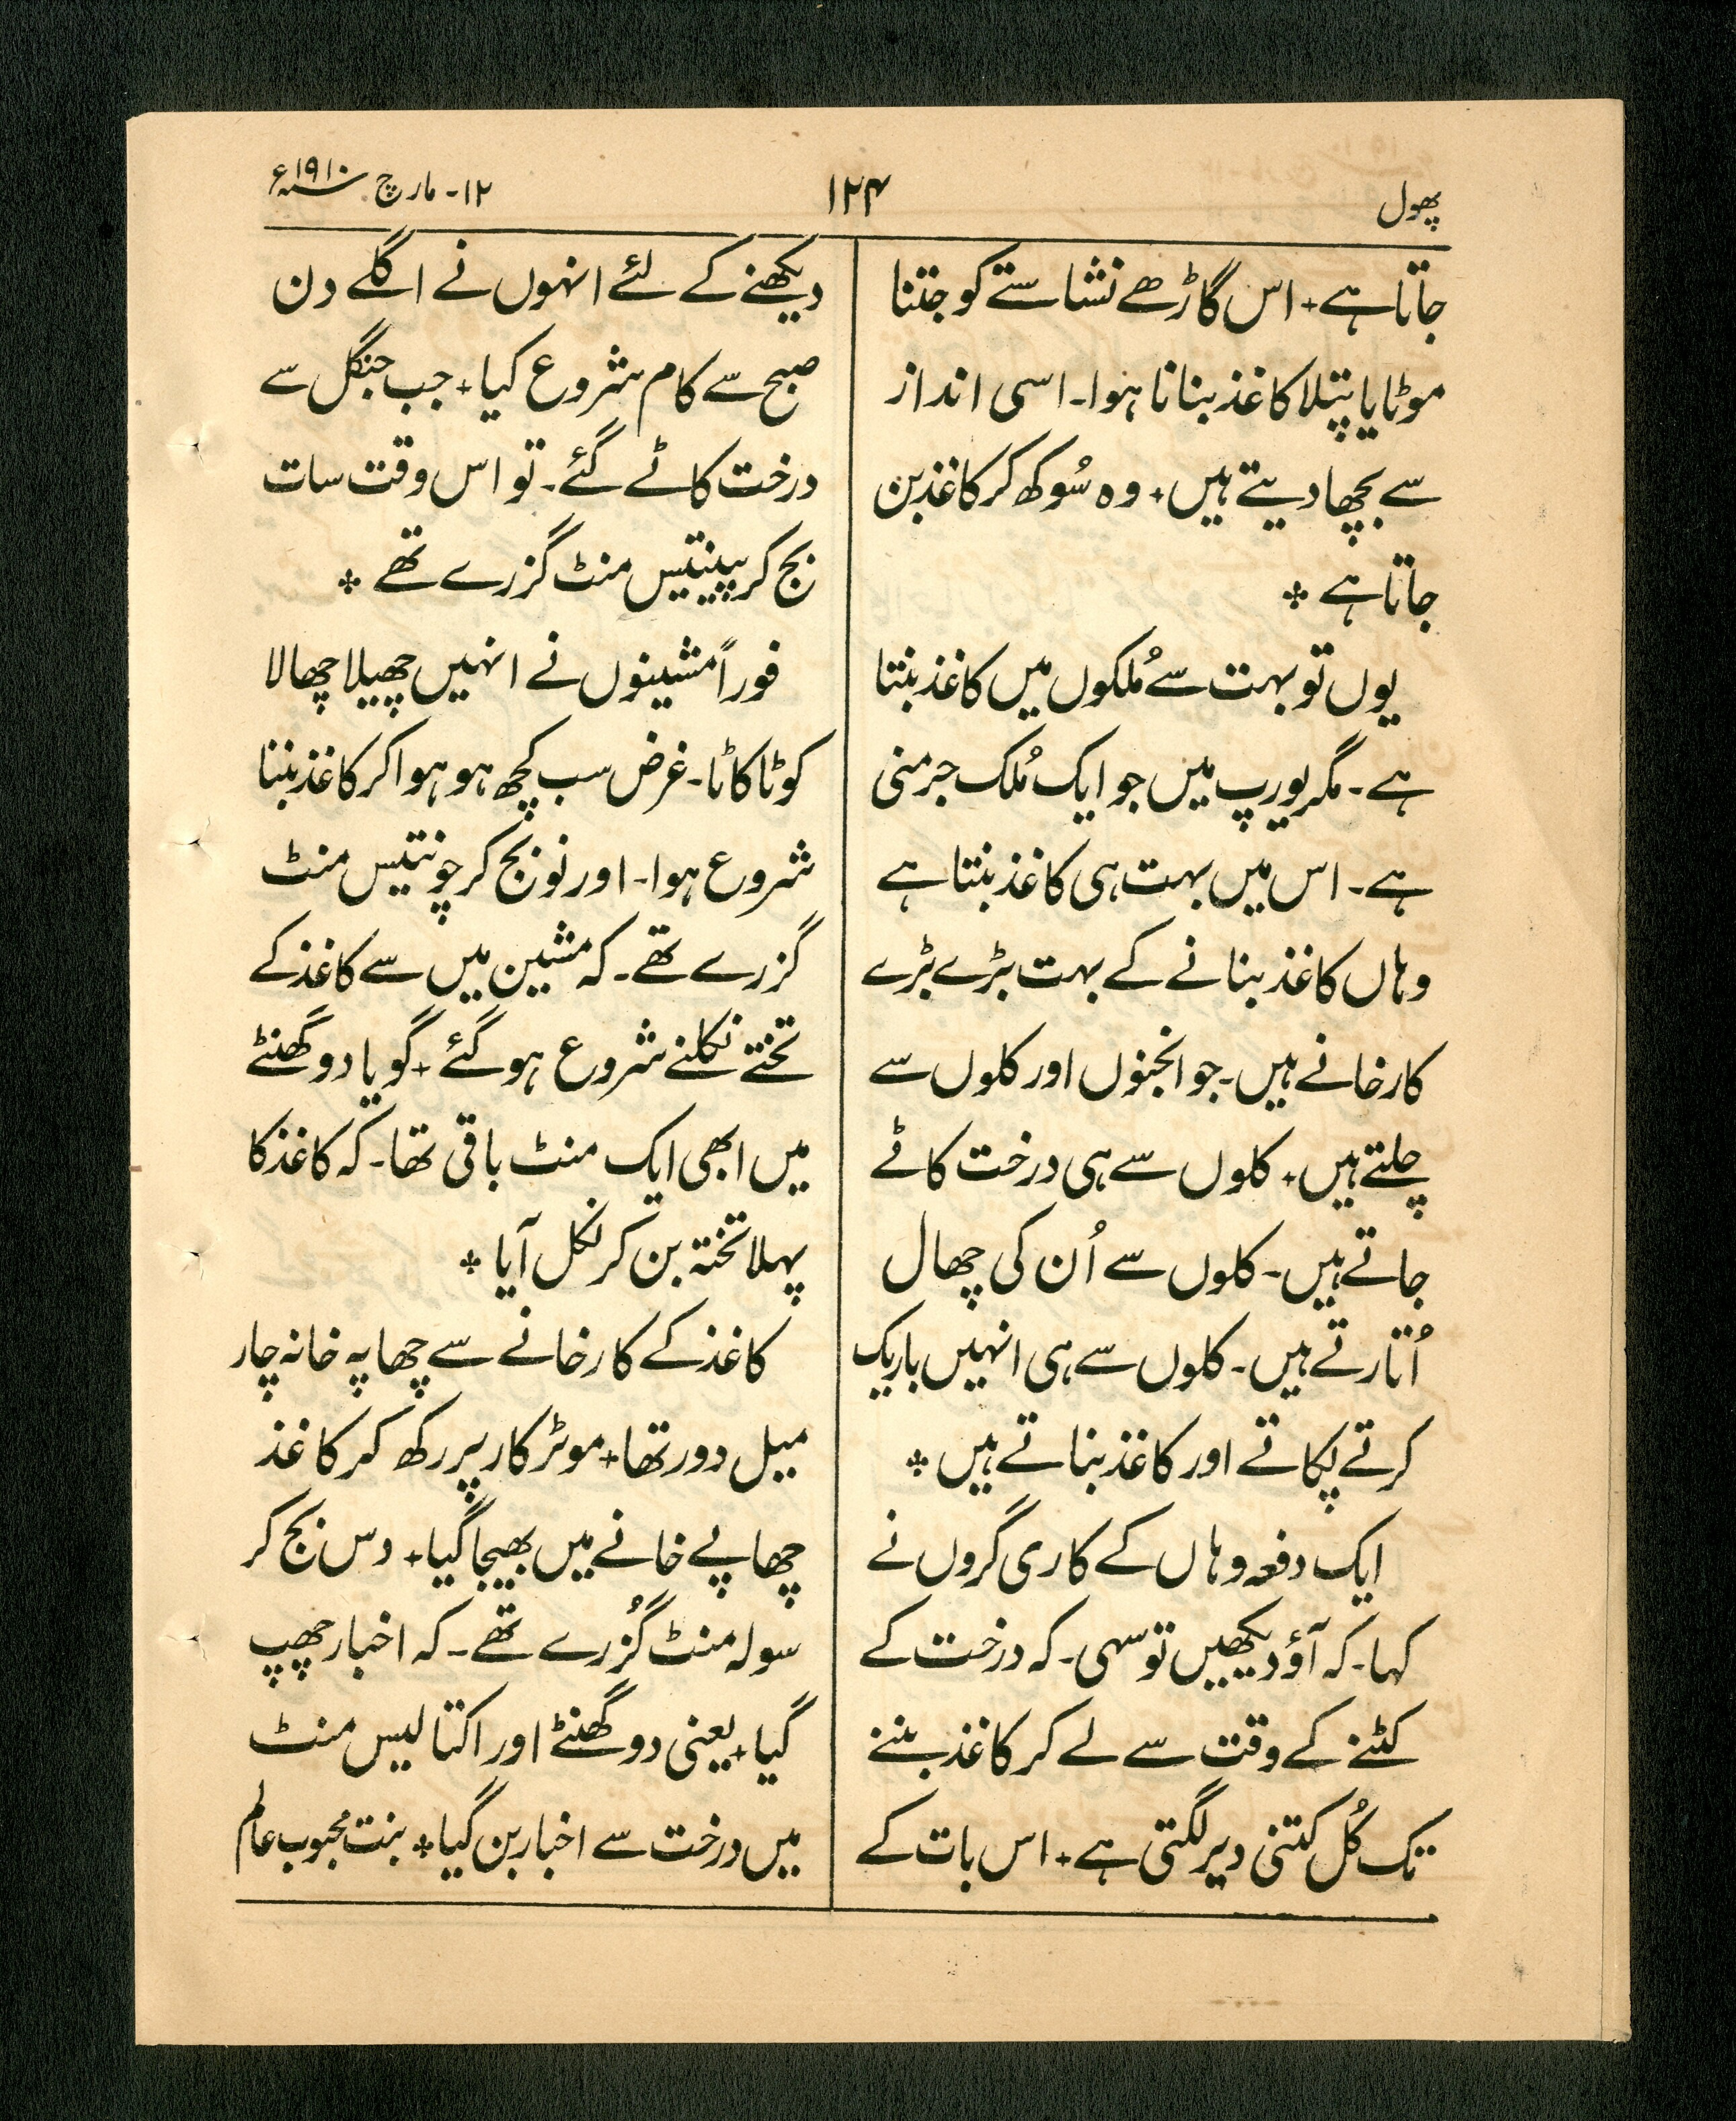 پھول
۱۲۴
۱۲- مارچ سنہ ۱۹۱۰ء
جاتا ہے+ اس گاڑھے نشاستے کو جتنا
موٹا یا پتلا کاغذ بنانا ہوا۔ اسی انداز
سے بچھا دیتے ہیں+ وہ سُوکھ کر کاغذ بن
جاتا ہے ٭
یوں تو بہت سے مُلکوں میں کاغذ بنتا
ہے۔ مگر یورپ میں جو ایک مُلک جرمنی
ہے۔ اس میں بہت ہی کاغذ بنتا ہے
وہاں کاغذ بنانے کے بہت بڑے بڑے
کارخانے ہیں۔ جو انجنوں اور کلوں سے
چلتے ہیں+ کلوں سے ہی درخت کاٹے
جاتے ہیں۔ کلوں سے اُن کی چھال
اُتارتے ہیں۔ کلوں سے ہی انہیں باریک
کرتے پکاتے اور کاغذ بناتے ہیں ٭
ایک دفعہ وہاں کے کاری گروں نے
کہا۔ کہ آؤ دیکھیں تو سہی۔ کہ درخت کے
کٹنے کے وقت سے لے کر کاغذ بننے
تک کُل کتنی دیر لگتی ہے+ اس بات کے
دیکھنے کے لئے انہوں نے اگلے دن
صبح سے کام شروع کیا+ جب جنگل سے
درخت کاٹے گئے۔ تو اس وقت سات
بج کر پینتیس منٹ گزرے تھے ٭
فوراً مشینوں نے انہیں چھیلا چھالا
کوٹا کاٹا۔ غرض سب کچھ ہو ہوا کر کاغذ بننا
شروع ہوا۔ اور نو بج کر چونتیس منٹ
گزرے تھے۔ کہ مشین میں سے کاغذ کے
تختے نکلنے شروع ہو گئے+ گویا دو گھنٹے
میں ابھی ایک منٹ باقی تھا۔ کہ کاغذ کا
پہلا تختہ بن کر نکل آیا ٭
کاغذ کے کارخانے سے چھاپہ خانہ چار
میل دور تھا+ موٹر کار پر رکھ کر کاغذ
چھاپے خانے میں بھیجا گیا+ دس بج کر
سولہ منٹ گُزرے تھے۔ کہ اخبار چھپ
گیا+ یعنی دو گھنٹے اور اکتالیس منٹ
میں درخت سے اخبار بن گیا٭ بنت محبوب عالم